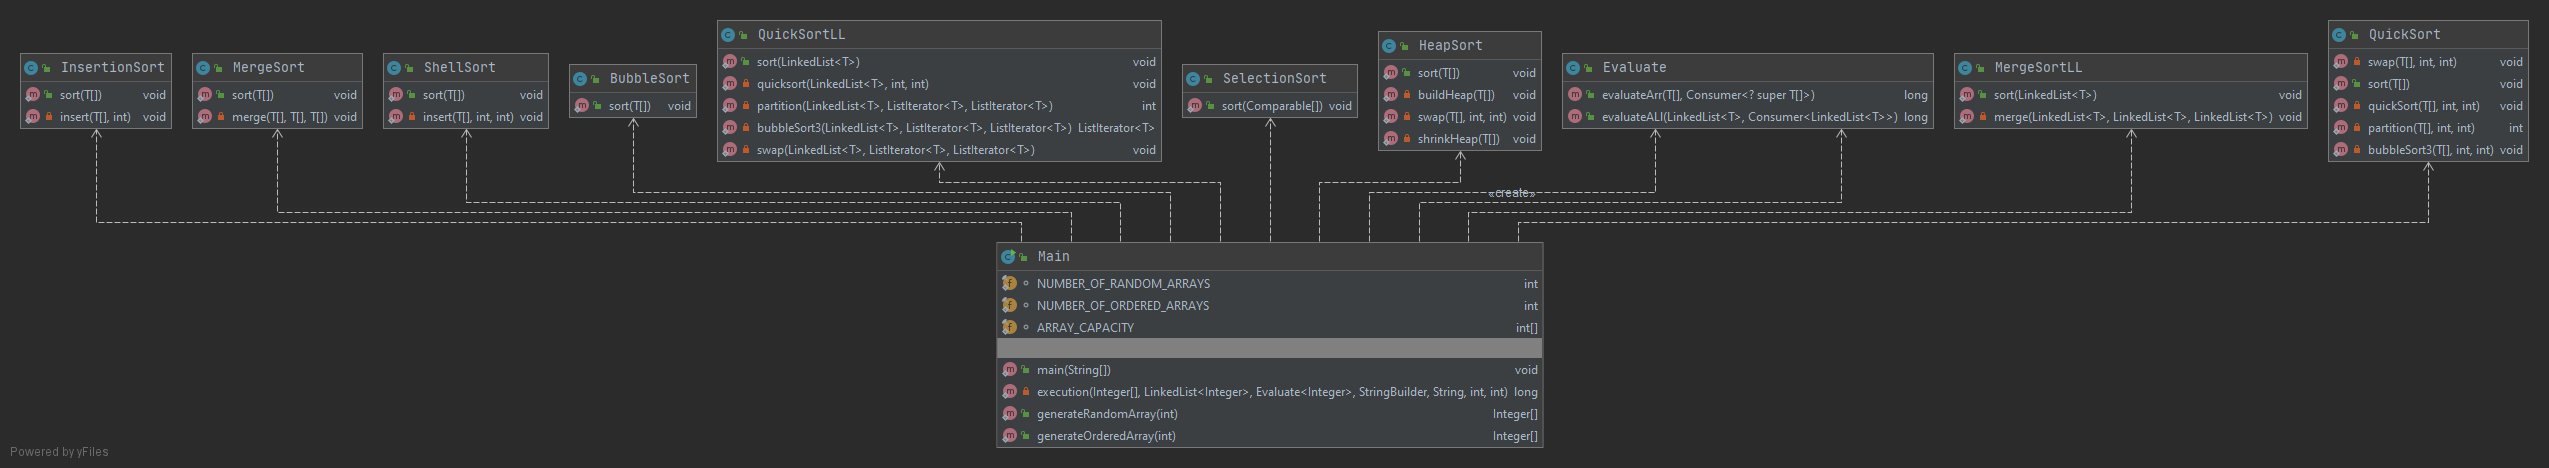 InsertionSort
sort(T[]) void
insert(T[], int) void
MergeSort
sort(T[]) void
merge(T[], T[], T[]) void
ShellSort
sort(T[]) void
insert(T[], int, int) void
BubbleSort
sort(T[]) void
QuickSortLL
sort(LinkedList<T>) void
quicksort(LinkedList<T>, int, int) void
partition(LinkedList<T>, ListIterator<T>, ListIterator<T>) int
bubbleSort3(LinkedList<T>, ListIterator<T>, ListIterator<T>) ListIterator<T>
swap(LinkedList<T>, ListIterator<T>, ListIterator<T>) void
SelectionSort
sort(Comparable[]) void
HeapSort
sort(T[]) void
buildHeap(T[]) void
swap(T[], int, int) void
shrinkHeap(T[]) void
Evaluate
evaluateArr(T[], Consumer<? super T[]>) long
evaluateALl(LinkedList<T>, Consumer<LinkedList<T>>) long
MergeSortLL
sort(LinkedList<T>) void
merge(LinkedList<T>, LinkedList<T>, LinkedList<T>) void
QuickSort
swap(T[], int, int) void
sort(T[]) void
quickSort(T[], int, int) void
partition(T[], int, int) int
bubbleSort3(T[], int, int) void
«create»
Main
NUMBER_OF_RANDOM_ARRAYS int
NUMBER_OF_ORDERED_ARRAYS int
ARRAY_CAPACITY int[]
main(String[]) void
execution(Integer[], LinkedList<Integer>, Evaluate<Integer>, StringBuilder, String, int, int) long
generateRandomArray(int) Integer[]
generateOrderedArray(int) Integer[]
Powered by yFiles